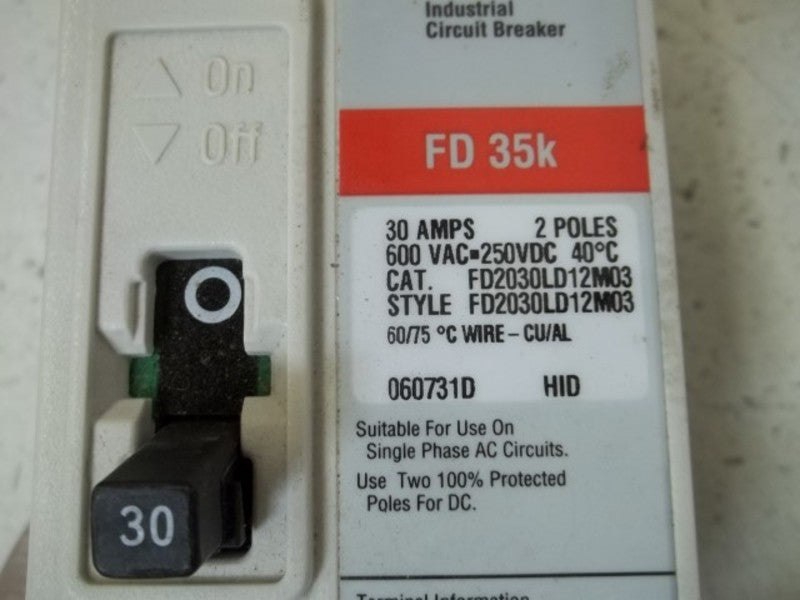 On
Off
30
Industrial
Circuit Breaker
FD 35k
30 AMPS 2 POLES
600 VAC=250VDC 40°C
CAT. FD2030LD12M03
STYLE FD2030LD12M03
60/75 °C WIRE – CU/AL
060731D HID
Suitable For Use On
Single Phase AC Circuits.
Use Two 100% Protected
Poles For DC.
Terminal Information